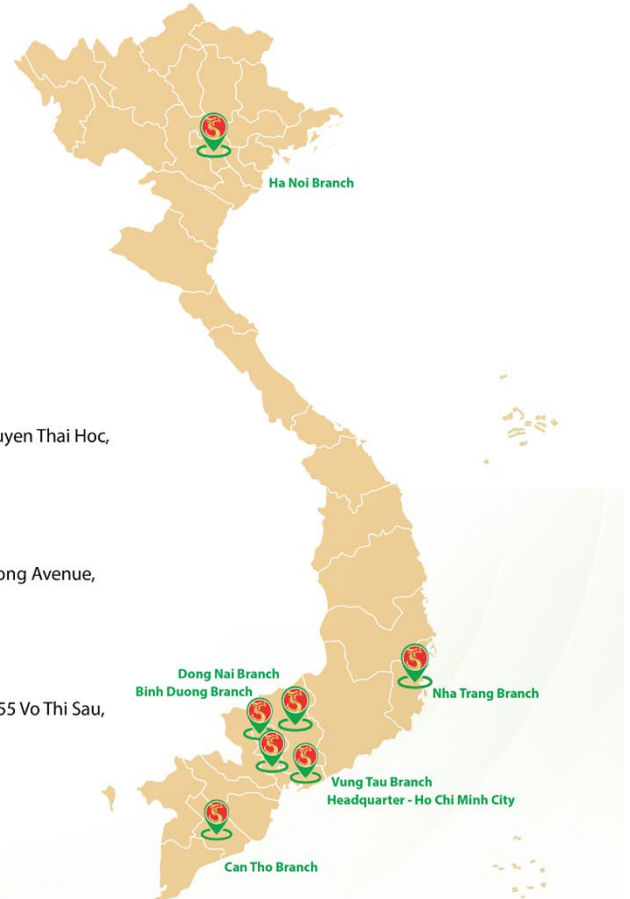 Ha Noi Branch
uyen Thai Hoc,
ong Avenue,
Dong Nai Branch
Binh Duong Branch
Nha Trang Branch
55 Vo Thi Sau,
Vung Tau Branch
Headquarter - Ho Chi Minh City
Can Tho Branch